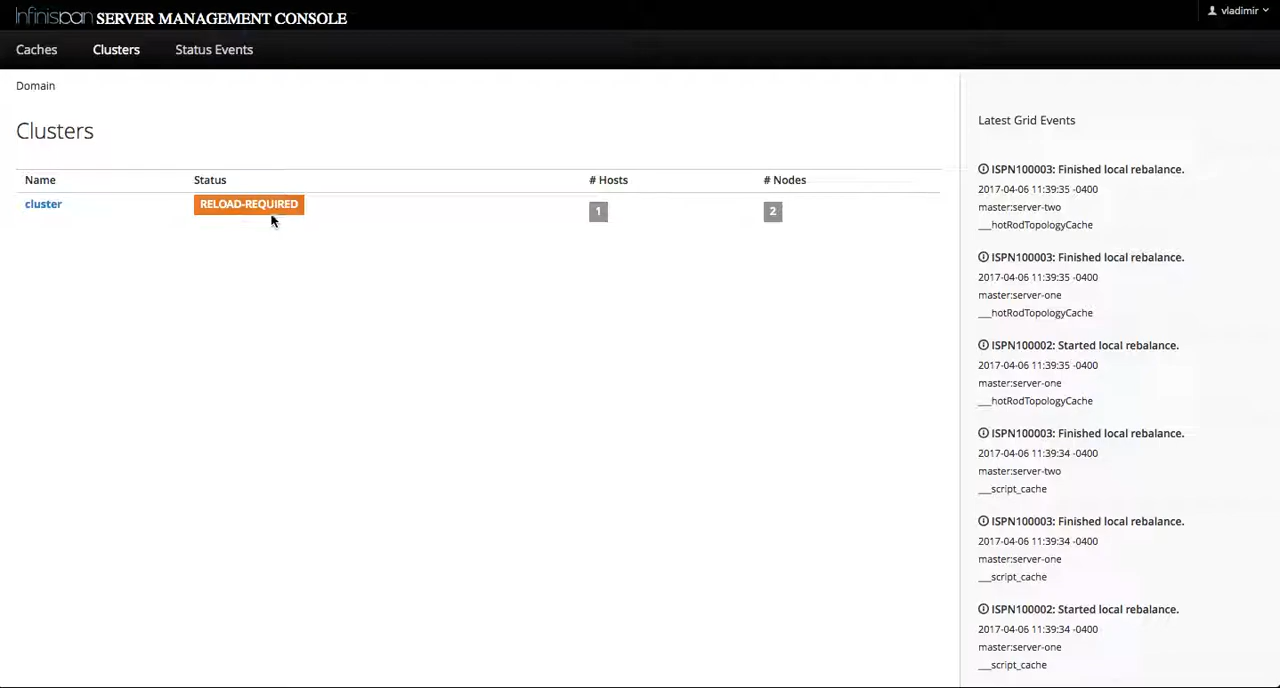 Infinispan SERVER MANAGEMENT CONSOLE
vladimir
Caches Clusters Status Events
Domain
Clusters
Name Status # Hosts # Nodes
cluster RELOAD-REQUIRED 1 2
Latest Grid Events
ISPN100003: Finished local rebalance.
2017-04-06 11:39:35 -0400
master:server-two
___hotRodTopologyCache
ISPN100003: Finished local rebalance.
2017-04-06 11:39:35 -0400
master:server-one
___hotRodTopologyCache
ISPN100002: Started local rebalance.
2017-04-06 11:39:35 -0400
master:server-one
___hotRodTopologyCache
ISPN100003: Finished local rebalance.
2017-04-06 11:39:34 -0400
master:server-two
___script_cache
ISPN100003: Finished local rebalance.
2017-04-06 11:39:34 -0400
master:server-one
___script_cache
ISPN100002: Started local rebalance.
2017-04-06 11:39:34 -0400
master:server-one
___script_cache